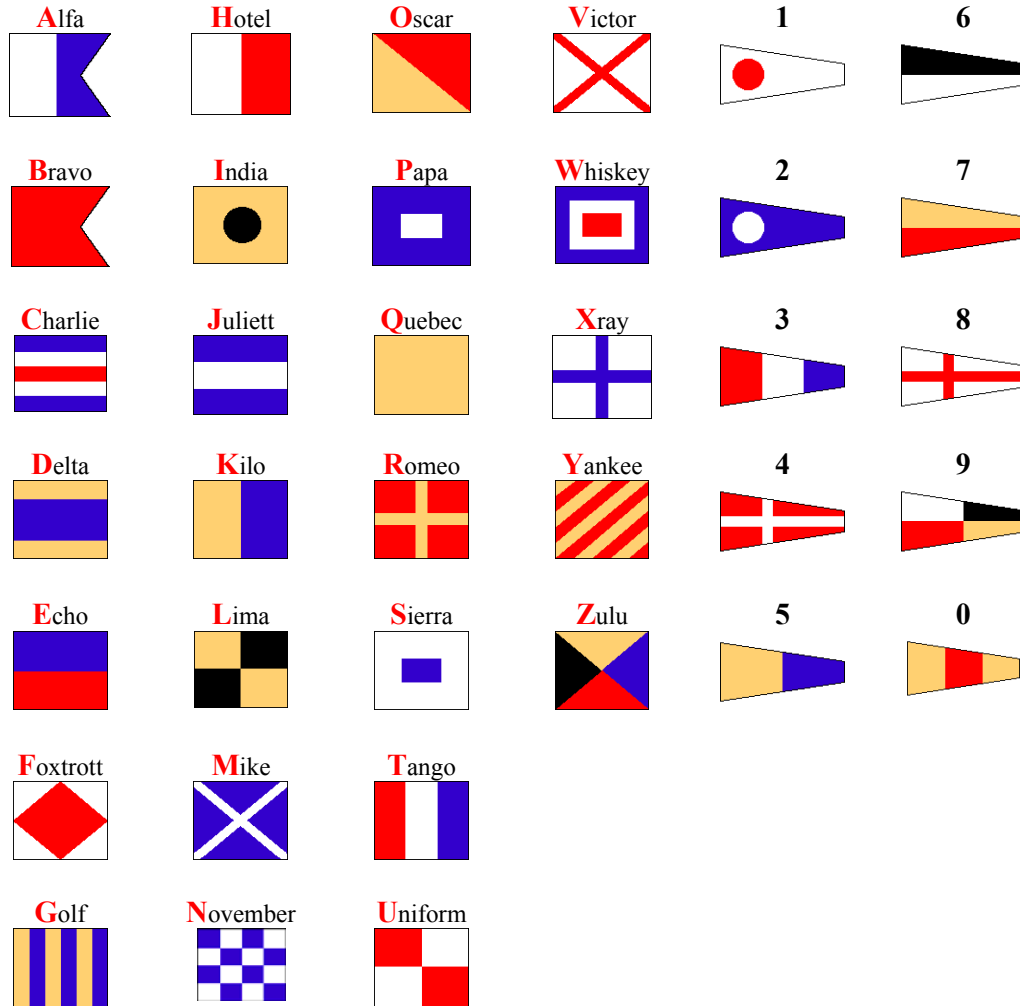 Alfa Hotel Oscar Victor 1 6
Bravo India Papa Whiskey 2 7
Charlie Juliett Quebec Xray 3 8
Delta Kilo Romeo Yankee 4 9
Echo Lima Sierra Zulu 5 0
Foxtrott Mike Tango
Golf November Uniform